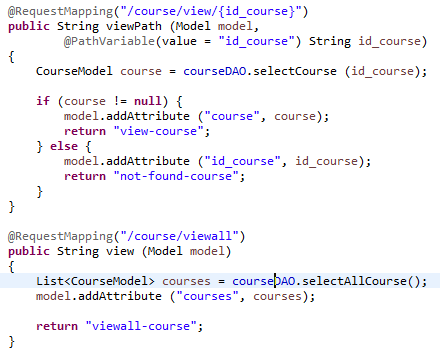 @RequestMapping("/course/view/{id_course}")
public String viewPath (Model model,
        @PathVariable(value = "id_course") String id_course)
{
    CourseModel course = courseDAO.selectCourse (id_course);

    if (course != null) {
        model.addAttribute ("course", course);
        return "view-course";
    } else {
        model.addAttribute ("id_course", id_course);
        return "not-found-course";
    }
}

@RequestMapping("/course/viewall")
public String view (Model model)
{
    List<CourseModel> courses = courseDAO.selectAllCourse();
    model.addAttribute ("courses", courses);

    return "viewall-course";
}